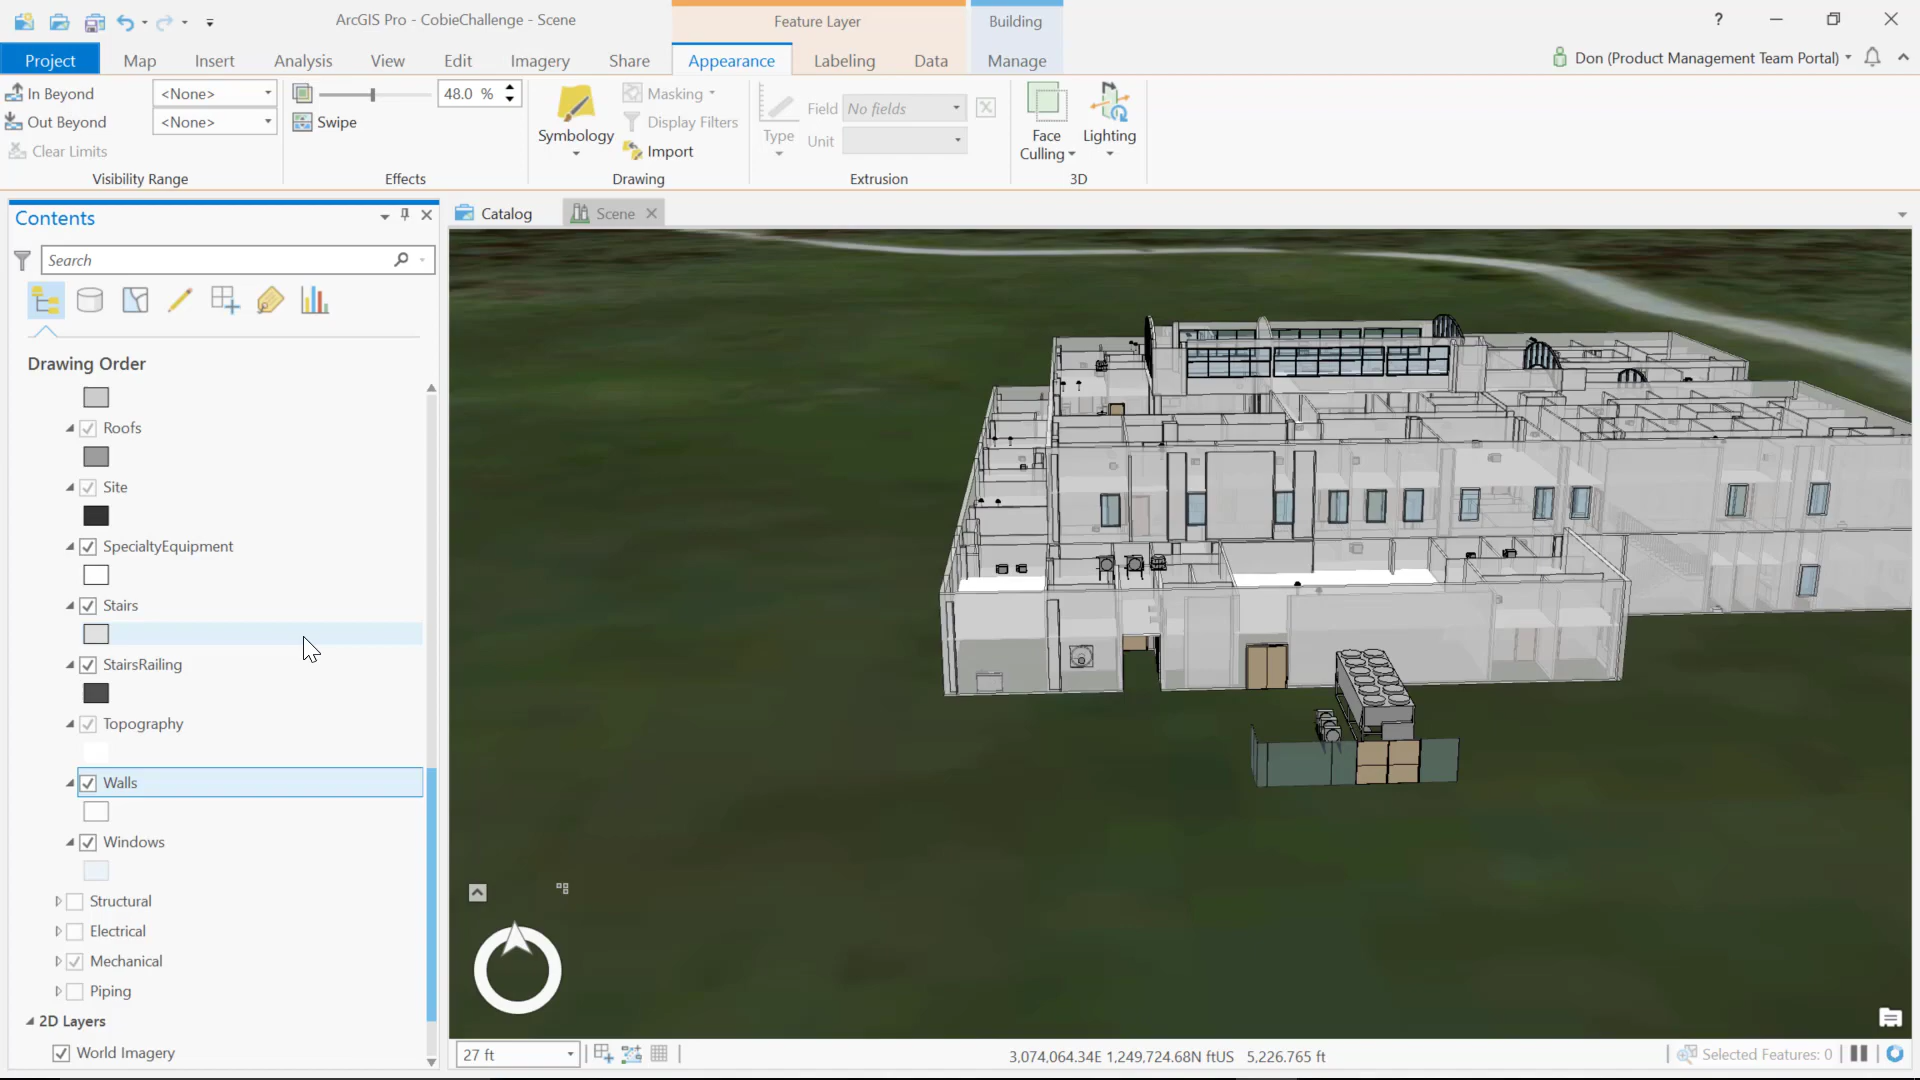 ArcGIS Pro - CobieChallenge - Scene
Feature Layer
Building
?
Project
Map
Insert
Analysis
View
Edit
Imagery
Share
Appearance
Labeling
Data
Manage
Don (Product Management Team Portal)
In Beyond
<None>
Out Beyond
<None>
Clear Limits
Visibility Range
48.0 %
Swipe
Effects
Symbology
Masking
Display Filters
Import
Drawing
Type
Field
No fields
Unit
Extrusion
Face
Culling
Lighting
3D
Contents
Catalog
Scene
Search
Drawing Order
Roofs
Site
SpecialtyEquipment
Stairs
StairsRailing
Topography
Walls
Windows
Structural
Electrical
Mechanical
Piping
2D Layers
World Imagery
27 ft
3,074,064.34E 1,249,724.68N ftUS 5,226.765 ft
Selected Features: 0